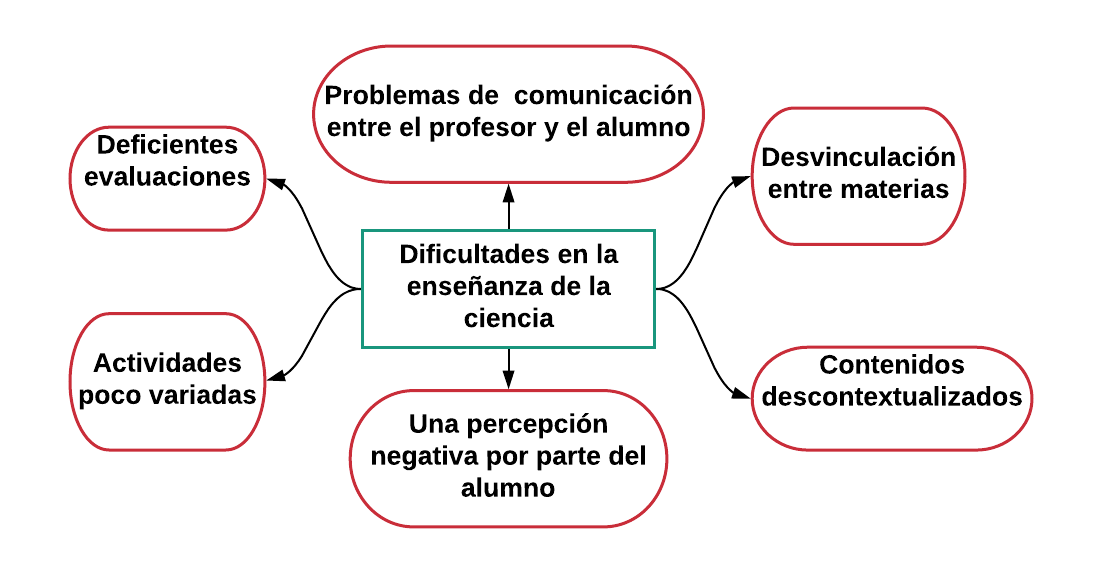 Problemas de comunicación
entre el profesor y el alumno
Deficientes
evaluaciones
Desvinculación
entre materias
Dificultades en la
enseñanza de la
ciencia
Actividades
poco variadas
Contenidos
descontextualizados
Una percepción
negativa por parte del
alumno